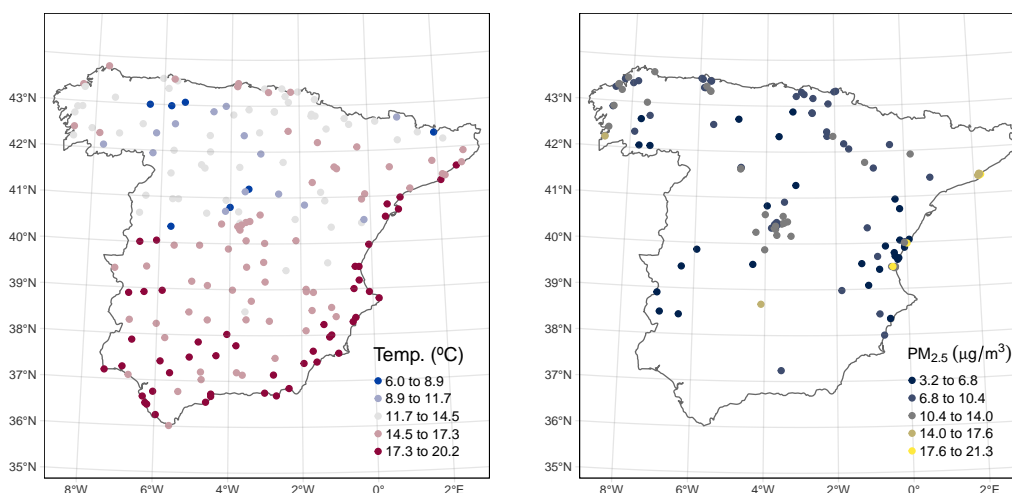 43°N
42°N
41°N
40°N
39°N
38°N
37°N
36°N
35°N
8°W
6°W
4°W
2°W
0°
2°E
Temp. (ºC)
6.0 to 8.9
8.9 to 11.7
11.7 to 14.5
14.5 to 17.3
17.3 to 20.2
43°N
42°N
41°N
40°N
39°N
38°N
37°N
36°N
35°N
8°W
6°W
4°W
2°W
0°
2°E
PM2.5 (μg/m³)
3.2 to 6.8
6.8 to 10.4
10.4 to 14.0
14.0 to 17.6
17.6 to 21.3